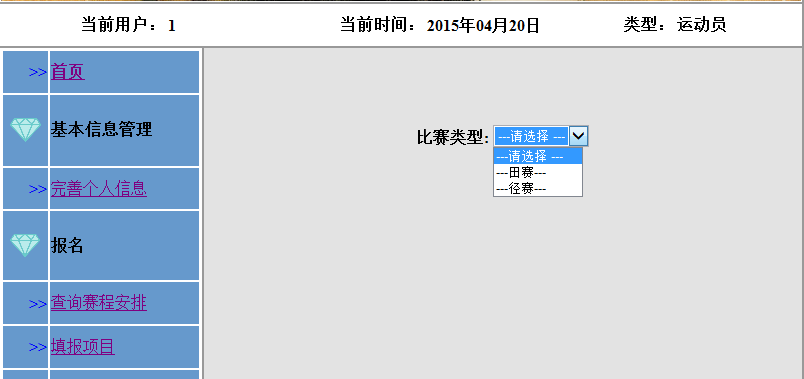 当前用户：1 当前时间：2015年04月20日 类型：运动员
>> 首页
基本信息管理
比赛类型: ---请选择 ---
---请选择 ---
---田赛---
---径赛---
>> 完善个人信息
报名
>> 查询赛程安排
>> 填报项目